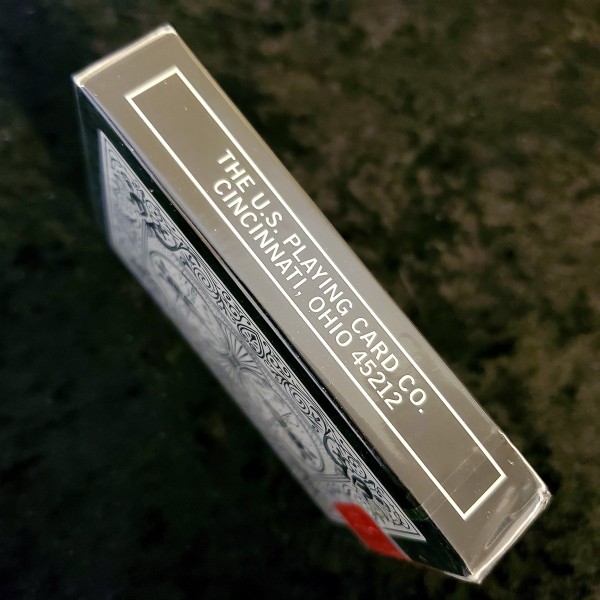 THE U.S. PLAYING CARD CO.
CINCINNATI, OHIO 45212